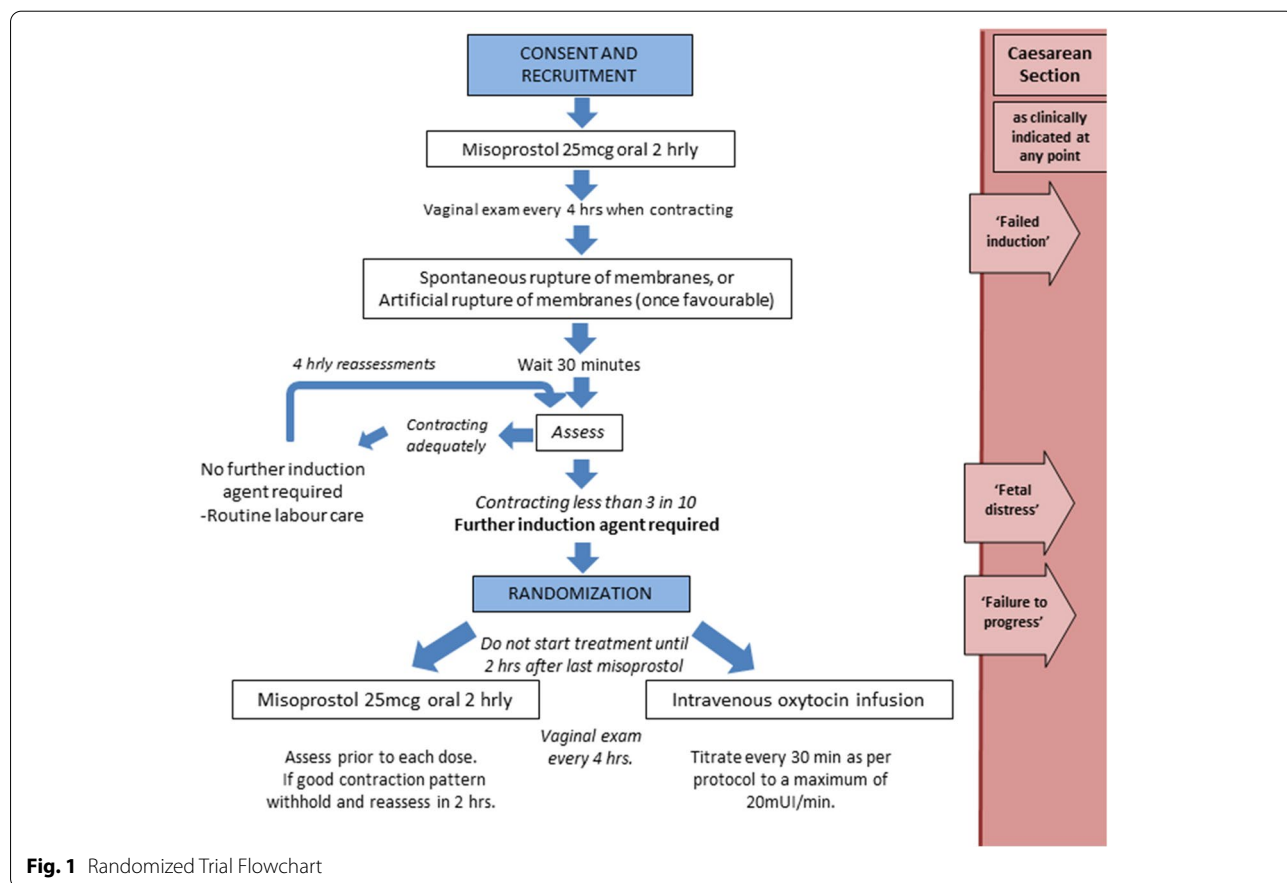 CONSENT AND
RECRUITMENT
Misoprostol 25mcg oral 2 hrly
Vaginal exam every 4 hrs when contracting
Spontaneous rupture of membranes, or
Artificial rupture of membranes (once favourable)
4 hrly reassessments
Wait 30 minutes
Contracting
adequately
Assess
No further induction
agent required
-Routine labour care
Contracting less than 3 in 10
Further induction agent required
RANDOMIZATION
Do not start treatment until
2 hrs after last misoprostol
Misoprostol 25mcg oral 2 hrly
Intravenous oxytocin infusion
Vaginal exam
every 4 hrs.
Assess prior to each dose.
If good contraction pattern
withhold and reassess in 2 hrs.
Titrate every 30 min as per
protocol to a maximum of
20mUI/min.
Caesarean
Section
as clinically
indicated at
any point
'Failed
induction'
'Fetal
distress'
'Failure to
progress'
Fig. 1 Randomized Trial Flowchart